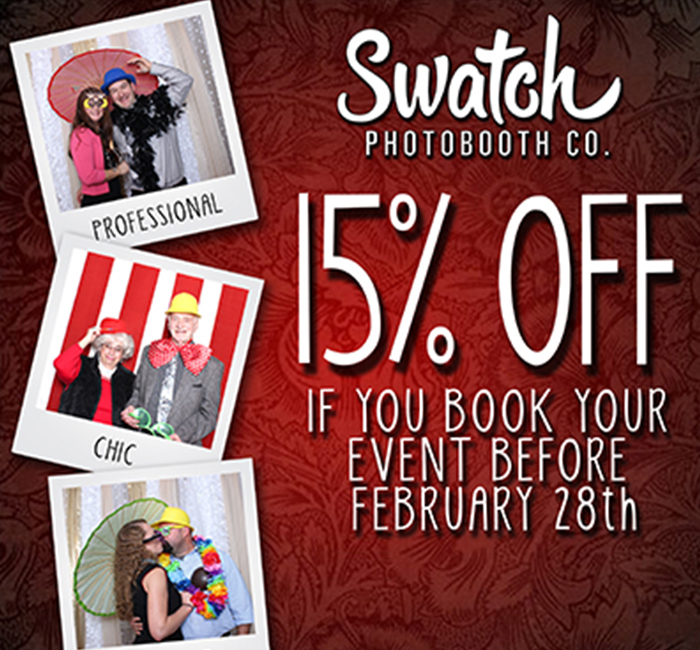 Swatch
PHOTOBOOTH CO.
15% OFF
IF YOU BOOK YOUR
EVENT BEFORE
FEBRUARY 28th
PROFESSIONAL
CHIC